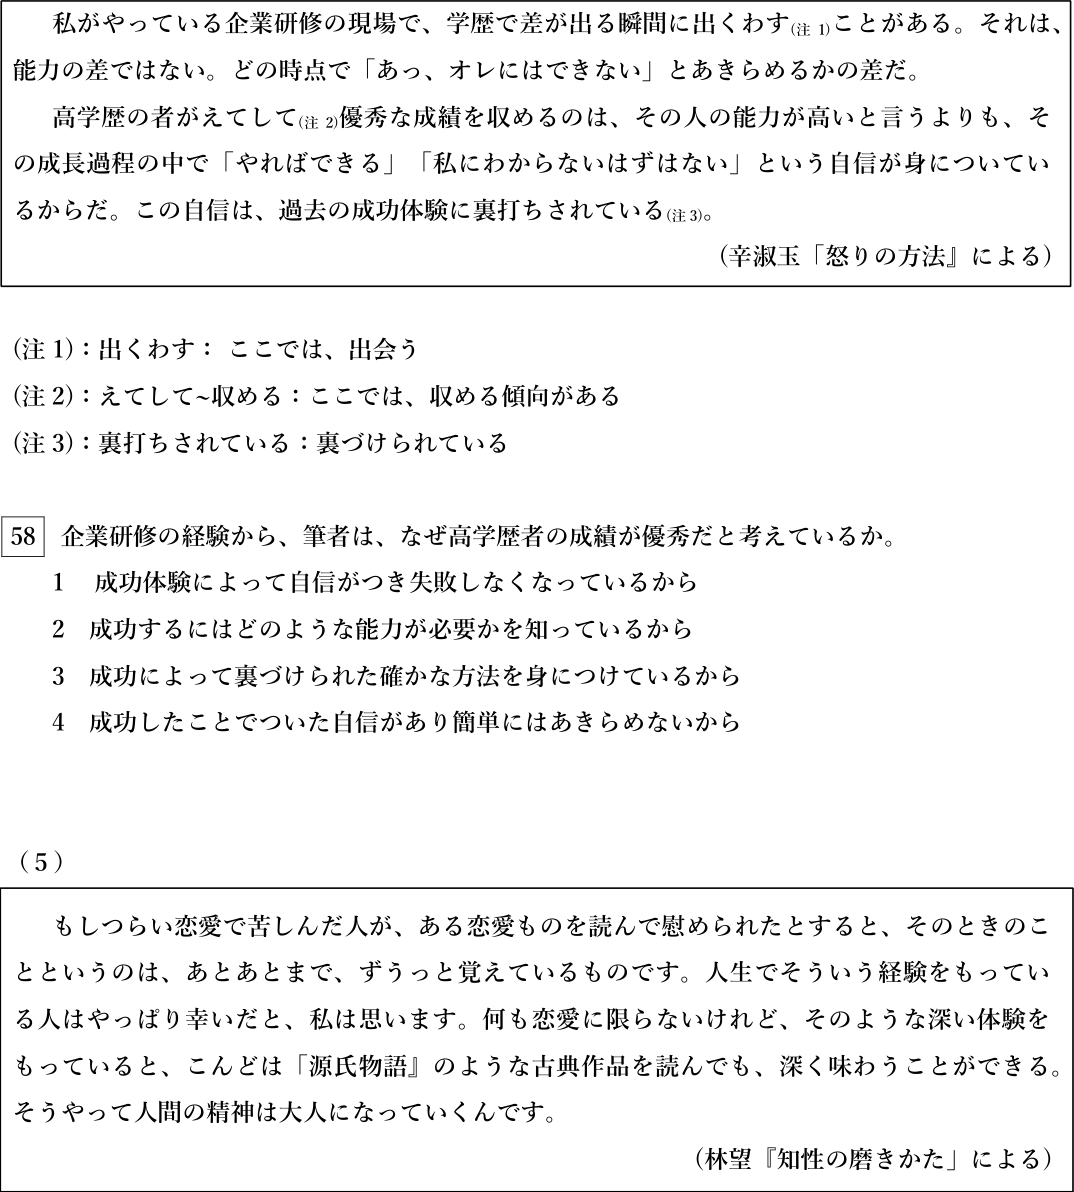 私がやっている企業研修の現場で、学歴で差が出る瞬間に出くわす(注 1)ことがある。それは、
能力の差ではない。どの時点で「あっ、オレにはできない」とあきらめるかの差だ。
高学歴の者がえてして(注 2)優秀な成績を収めるのは、その人の能力が高いと言うよりも、そ
の成長過程の中で「やればできる」「私にわからないはずはない」という自信が身についてい
るからだ。この自信は、過去の成功体験に裏打ちされている(注 3)。
(辛淑玉「怒りの方法』による)
(注 1)：出くわす： ここでは、出会う
(注 2)：えてして~収める：ここでは、収める傾向がある
(注 3)：裏打ちされている：裏づけられている
58 企業研修の経験から、筆者は、なぜ高学歴者の成績が優秀だと考えているか。
1 成功体験によって自信がつき失敗しなくなっているから
2 成功するにはどのような能力が必要かを知っているから
3 成功によって裏づけられた確かな方法を身につけているから
4 成功したことでついた自信があり簡単にはあきらめないから
（5）
もしつらい恋愛で苦しんだ人が、ある恋愛ものを読んで慰められたとすると、そのときのこ
とというのは、あとあとまで、ずうっと覚えているものです。人生でそういう経験をもってい
る人はやっぱり幸いだと、私は思います。何も恋愛に限らないけれど、そのような深い体験を
もっていると、こんどは「源氏物語』のような古典作品を読んでも、深く味わうことができる。
そうやって人間の精神は大人になっていくんです。
(林望『知性の磨きかた」による)